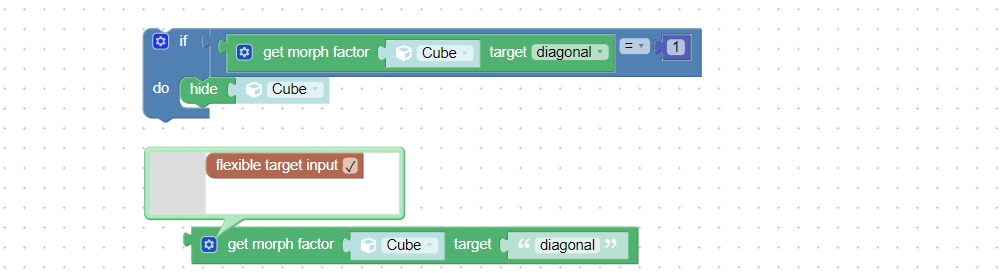 if get morph factor Cube target diagonal = 1
do hide Cube
flexible target input ✓
get morph factor Cube target “ diagonal ”